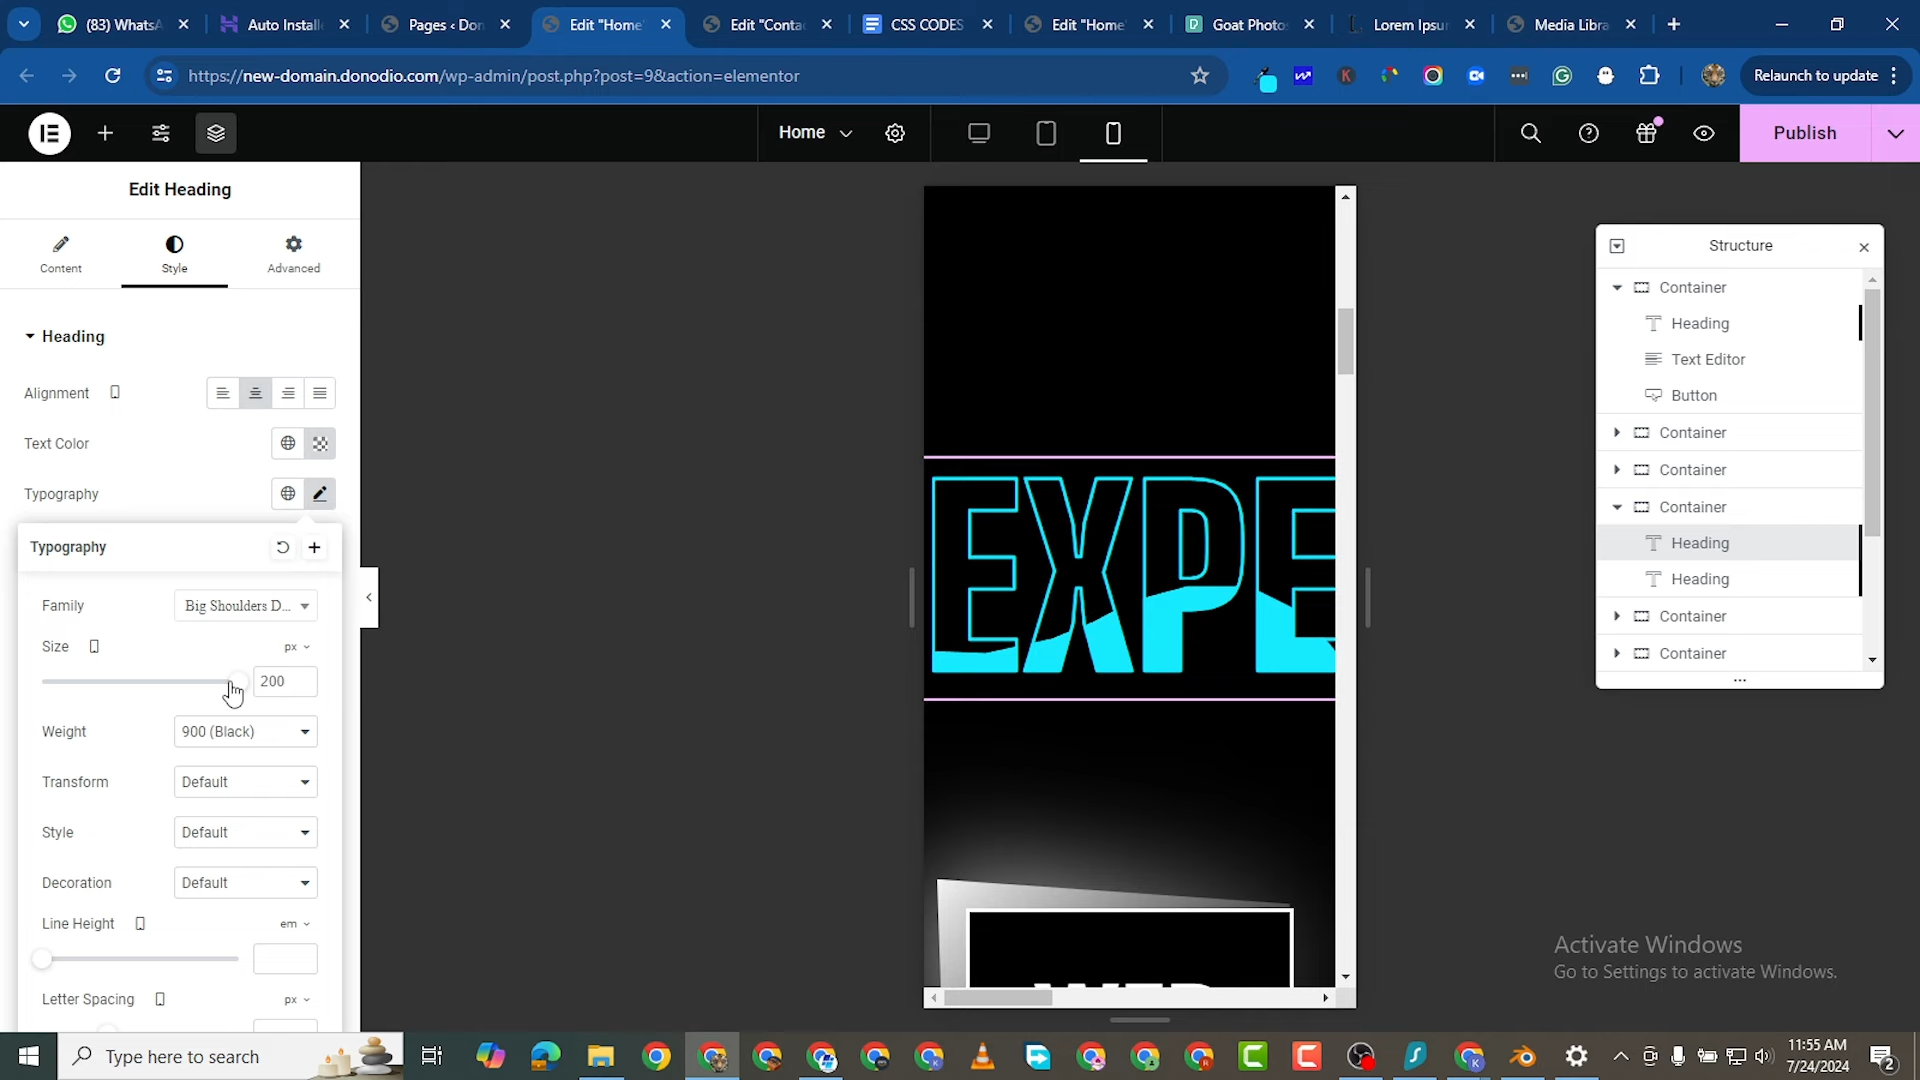 (83) WhatsA
Auto Installe
Pages ‹ Don
Edit "Home"
Edit "Contac
CSS CODES
Edit "Home"
Goat Photos
Lorem Ipsum
Media Libra
https://new-domain.donodio.com/wp-admin/post.php?post=9&action=elementor
Relaunch to update
Home
Publish
Edit Heading
Content
Style
Advanced
Heading
Alignment
Text Color
Typography
Typography
Family
Big Shoulders D...
Size
px
200
Weight
900 (Black)
Transform
Default
Style
Default
Decoration
Default
Line Height
em
Letter Spacing
px
EXPE
Structure
Container
Heading
Text Editor
Button
Container
Container
Container
Heading
Heading
Container
Container
Activate Windows
Go to Settings to activate Windows.
Type here to search
11:55 AM
7/24/2024
2